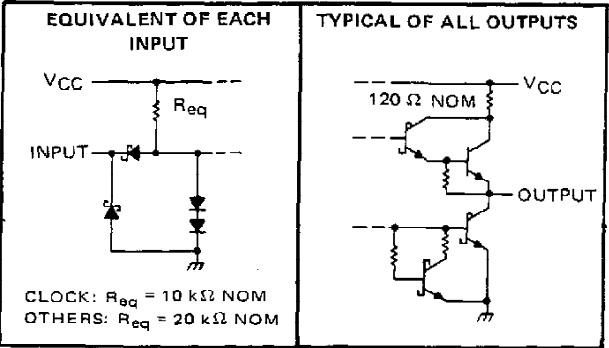 EQUIVALENT OF EACH
INPUT
VCC
Req
INPUT
CLOCK: Req = 10 kΩ NOM
OTHERS: Req = 20 kΩ NOM
TYPICAL OF ALL OUTPUTS
VCC
120 Ω NOM
OUTPUT